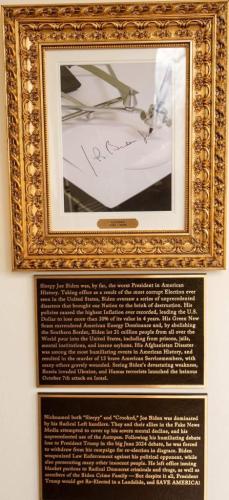 Sleepy Joe Biden was, by far, the worst President in American
History. Taking office as a result of the most corrupt Election ever
seen in the United States, Biden oversaw a series of unprecedented
disasters that brought our Nation to the brink of destruction. His
policies caused the highest Inflation ever recorded, leading the U.S.
Dollar to lose more than 20% of its value in 4 years. His Green New
Scam surrendered American Energy Dominance and, by abolishing
the Southern Border, Biden let 21 million people from all over the
World pour into the United States, including from prisons, jails,
mental institutions, and insane asylums. His Afghanistan Disaster
was among the most humiliating events in American History, and
resulted in the murder of 13 brave American Servicemembers, with
many others gravely wounded. Seeing Biden's devastating weakness,
Russia invaded Ukraine, and Hamas terrorists launched the heinous
October 7th attack on Israel.
Nicknamed both "Sleepy" and "Crooked," Joe Biden was dominated
by his Radical Left handlers. They and their allies in the Fake News
Media attempted to cover up his severe mental decline, and his
unprecedented use of the Autopen. Following his humiliating debate
loss to President Trump in the big June 2024 debate, he was forced
to withdraw from his campaign for re-election in disgrace. Biden
weaponized Law Enforcement against his political opponent, while
also persecuting many other innocent people. He left office issuing
blanket pardons to Radical Democrat criminals and thugs, as well as
members of the Biden Crime Family — But despite it all, President
Trump would get Re-Elected in a Landslide, and SAVE AMERICA!